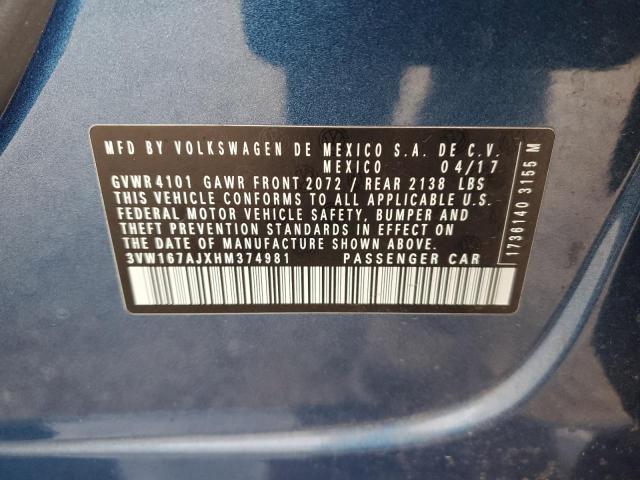 MFD BY VOLKSWAGEN DE MEXICO S.A. DE C.V.
MEXICO 04/17
GVWR 4101 GAWR FRONT 2072 / REAR 2138 LBS
THIS VEHICLE CONFORMS TO ALL APPLICABLE U.S.
FEDERAL MOTOR VEHICLE SAFETY, BUMPER AND
THEFT PREVENTION STANDARDS IN EFFECT ON
THE DATE OF MANUFACTURE SHOWN ABOVE.
3VW167AJXHM374981 PASSENGER CAR
1736140 3155 M